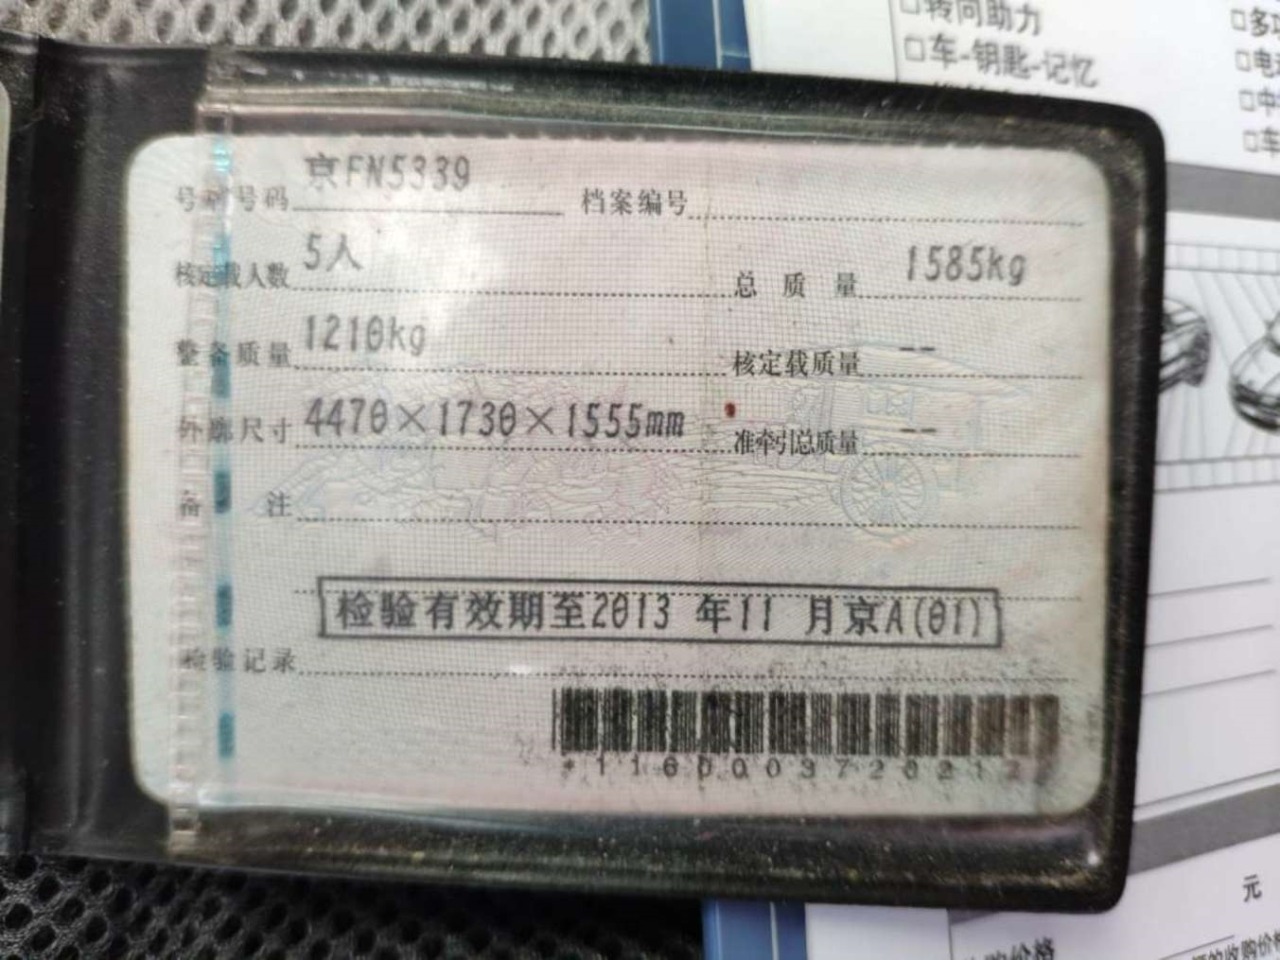 □转向助力
□车-钥匙-记忆
号牌号码 京FN5339 档案编号
核定载人数 5人 总质量 1585kg
整备质量 1210kg 核定载质量 --
外廓尺寸 4470×1730×1555mm 准牵引总质量 --
备注
检验有效期至2013 年11 月京A(01)
检验记录
元